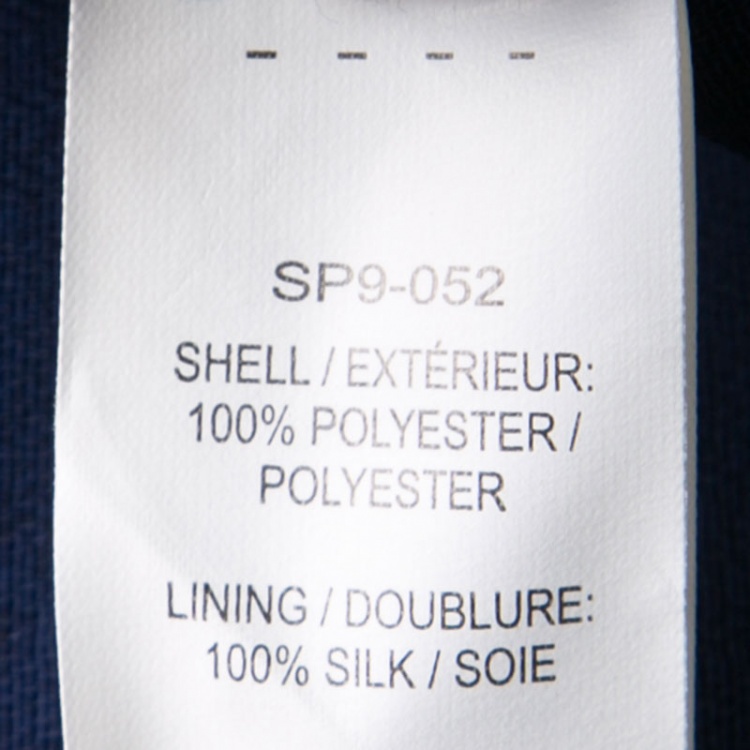 SP9-052
SHELL / EXTÉRIEUR:
100% POLYESTER /
POLYESTER
LINING / DOUBLURE:
100% SILK / SOIE